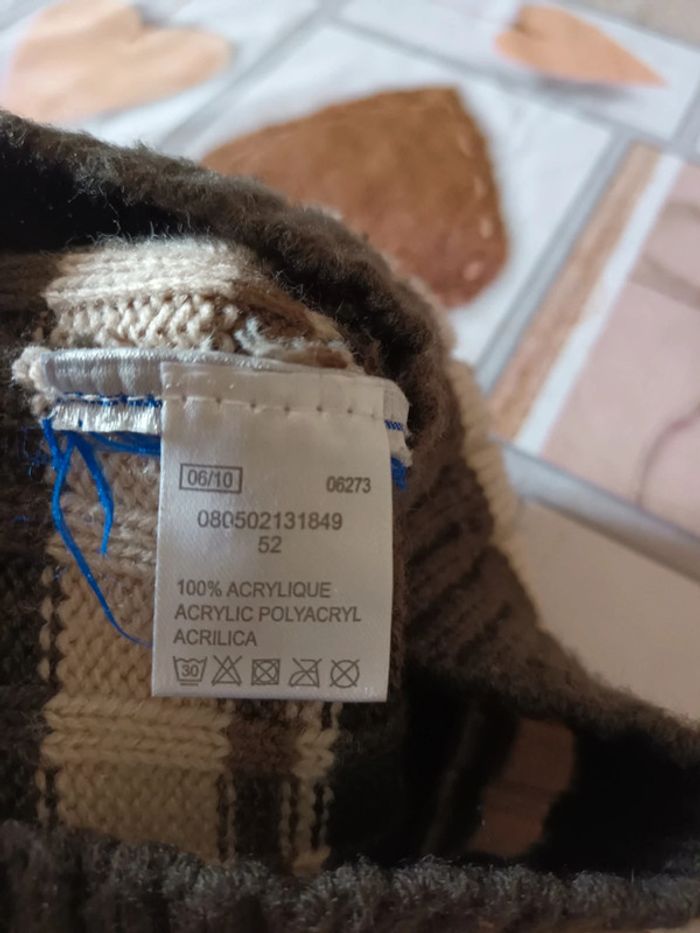 06/10 06273
080502131849
52
100% ACRYLIQUE
ACRYLIC POLYACRYL
ACRILICA
30